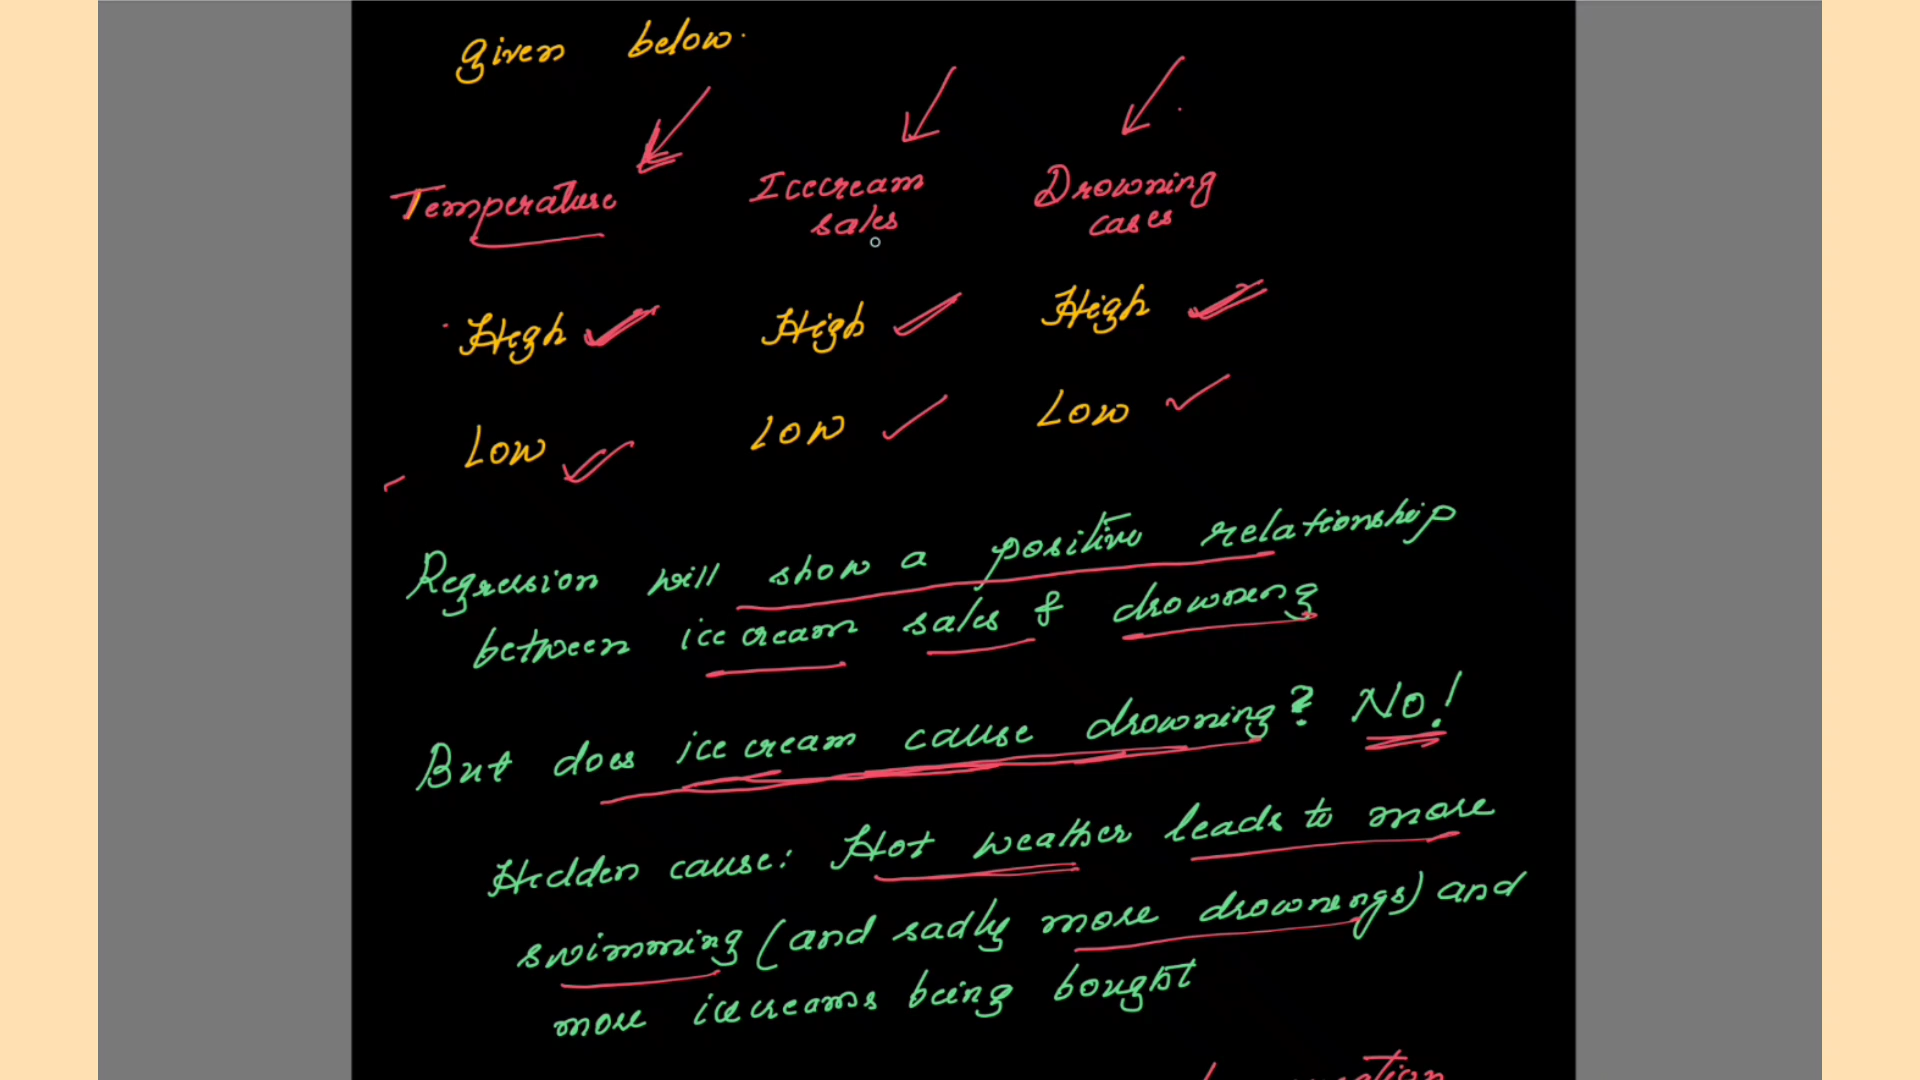 given below.
Temperature Icecream sales Drowning cases
High High High
Low Low Low
Regression will show a positive relationship
between ice cream sales & drowning
But does ice cream cause drowning? No!
Hidden cause: Hot weather leads to more
swimming (and sadly more drownings) and
more icecreams being bought